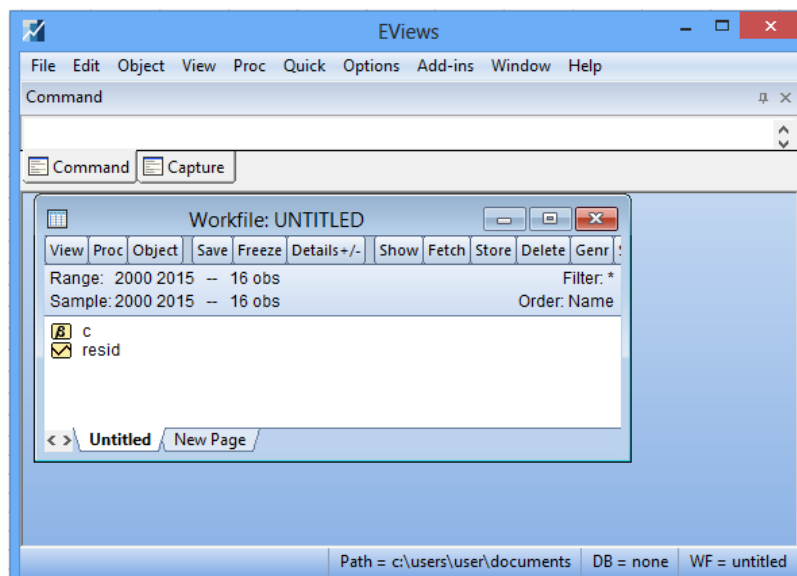 EViews
File Edit Object View Proc Quick Options Add-ins Window Help
Command
Command Capture
Workfile: UNTITLED
View Proc Object Save Freeze Details+/- Show Fetch Store Delete Genr
Range: 2000 2015 -- 16 obs Filter: *
Sample: 2000 2015 -- 16 obs Order: Name
β c
resid
< > Untitled New Page
Path = c:\users\user\documents DB = none WF = untitled